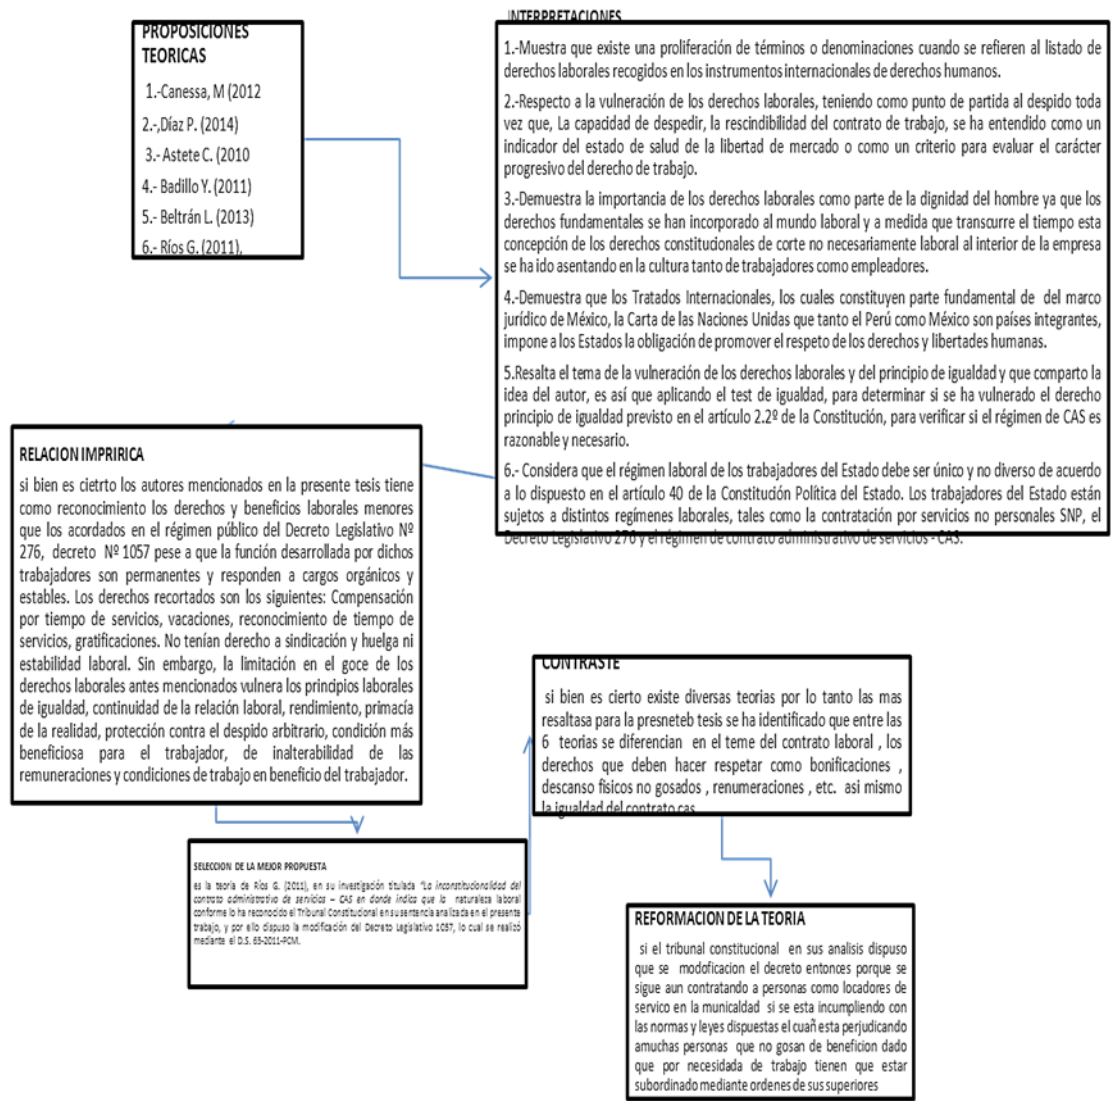 PROPOSICIONES
TEORICAS
1.-Canessa, M (2012
2.-,Díaz P. (2014)
3.- Astete C. (2010
4.- Badillo Y. (2011)
5.- Beltrán L. (2013)
6.- Ríos G. (2011),
INTERPRETACIONES
1.-Muestra que existe una proliferación de términos o denominaciones cuando se refieren al listado de
derechos laborales recogidos en los instrumentos internacionales de derechos humanos.
2.-Respecto a la vulneración de los derechos laborales, teniendo como punto de partida al despido toda
vez que, La capacidad de despedir, la rescindibilidad del contrato de trabajo, se ha entendido como un
indicador del estado de salud de la libertad de mercado o como un criterio para evaluar el carácter
progresivo del derecho de trabajo.
3.-Demuestra la importancia de los derechos laborales como parte de la dignidad del hombre ya que los
derechos fundamentales se han incorporado al mundo laboral y a medida que transcurre el tiempo esta
concepción de los derechos constitucionales de corte no necesariamente laboral al interior de la empresa
se ha ido asentando en la cultura tanto de trabajadores como empleadores.
4.-Demuestra que los Tratados Internacionales, los cuales constituyen parte fundamental de del marco
jurídico de México, la Carta de las Naciones Unidas que tanto el Perú como México son países integrantes,
impone a los Estados la obligación de promover el respeto de los derechos y libertades humanas.
5.Resalta el tema de la vulneración de los derechos laborales y del principio de igualdad y que comparto la
idea del autor, es así que aplicando el test de igualdad, para determinar si se ha vulnerado el derecho
principio de igualdad previsto en el artículo 2.2º de la Constitución, para verificar si el régimen de CAS es
razonable y necesario.
6.- Considera que el régimen laboral de los trabajadores del Estado debe ser único y no diverso de acuerdo
a lo dispuesto en el artículo 40 de la Constitución Política del Estado. Los trabajadores del Estado están
sujetos a distintos regímenes laborales, tales como la contratación por servicios no personales SNP, el
Decreto Legislativo 276 y el régimen de contrato administrativo de servicios - CAS.
RELACION IMPRIRICA
si bien es cietrto los autores mencionados en la presente tesis tiene
como reconocimiento los derechos y beneficios laborales menores
que los acordados en el régimen público del Decreto Legislativo Nº
276, decreto Nº 1057 pese a que la función desarrollada por dichos
trabajadores son permanentes y responden a cargos orgánicos y
estables. Los derechos recortados son los siguientes: Compensación
por tiempo de servicios, vacaciones, reconocimiento de tiempo de
servicios, gratificaciones. No tenían derecho a sindicación y huelga ni
estabilidad laboral. Sin embargo, la limitación en el goce de los
derechos laborales antes mencionados vulnera los principios laborales
de igualdad, continuidad de la relación laboral, rendimiento, primacía
de la realidad, protección contra el despido arbitrario, condición más
beneficiosa para el trabajador, de inalterabilidad de las
remuneraciones y condiciones de trabajo en beneficio del trabajador.
SELECCION DE LA MEJOR PROPUESTA
es la teoria de Ríos G. (2011), en su investigación titulada "La inconstitucionalidad del
contrato administrativo de servicios – CAS en donde indica que la naturaleza laboral
conforme lo ha reconocido el Tribunal Constitucional en su sentencia analizada en el presente
trabajo, y por ello dispuso la modificación del Decreto Legislativo 1057, lo cual se realizó
mediante el D.S. 65-2011-PCM.
CONTRASTE
si bien es cierto existe diversas teorias por lo tanto las mas
resaltasa para la presneteb tesis se ha identificado que entre las
6 teorias se diferencian en el teme del contrato laboral , los
derechos que deben hacer respetar como bonificaciones ,
descanso físicos no gosados , renumeraciones , etc. asi mismo
la igualdad del contrato cas
REFORMACION DE LA TEORIA
si el tribunal constitucional en sus analisis dispuso
que se modoficacion el decreto entonces porque se
sigue aun contratando a personas como locadores de
servico en la municaldad si se esta incumpliendo con
las normas y leyes dispuestas el cuañ esta perjudicando
amuchas personas que no gosan de beneficion dado
que por necesidada de trabajo tienen que estar
subordinado mediante ordenes de sus superiores